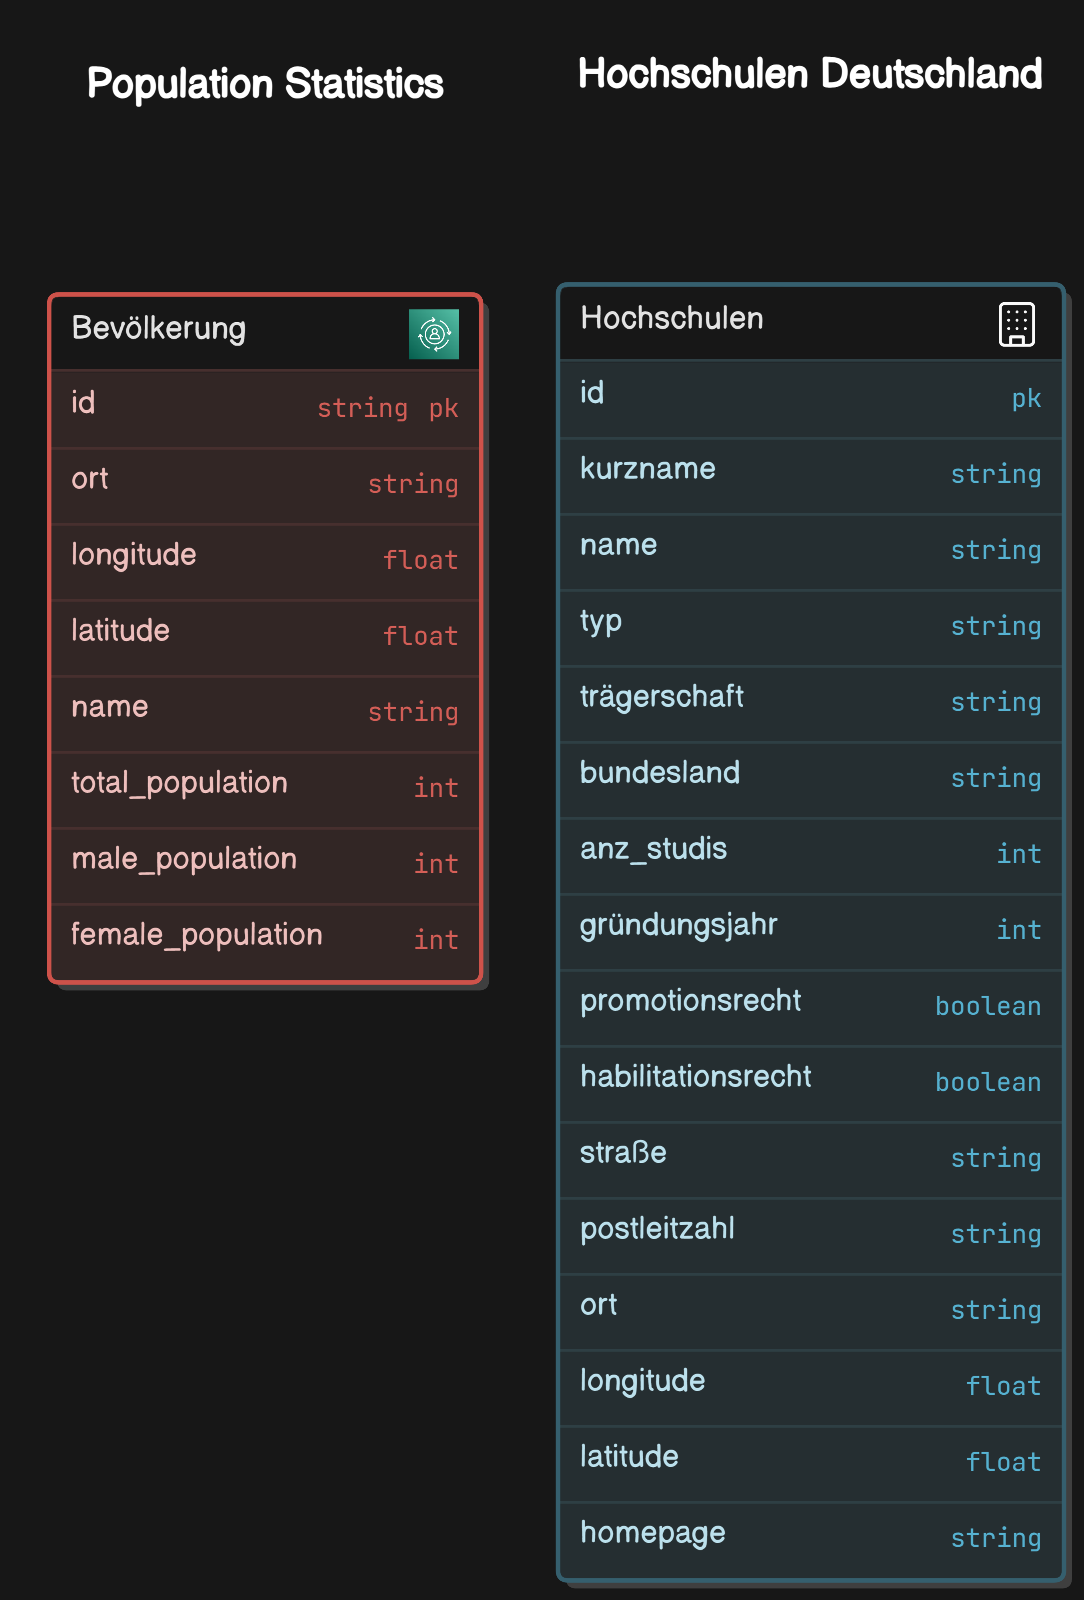 Population Statistics
Hochschulen Deutschland
Bevölkerung
id string pk
ort string
longitude float
latitude float
name string
total_population int
male_population int
female_population int
Hochschulen
id pk
kurzname string
name string
typ string
trägerschaft string
bundesland string
anz_studis int
gründungsjahr int
promotionsrecht boolean
habilitationsrecht boolean
straße string
postleitzahl string
ort string
longitude float
latitude float
homepage string